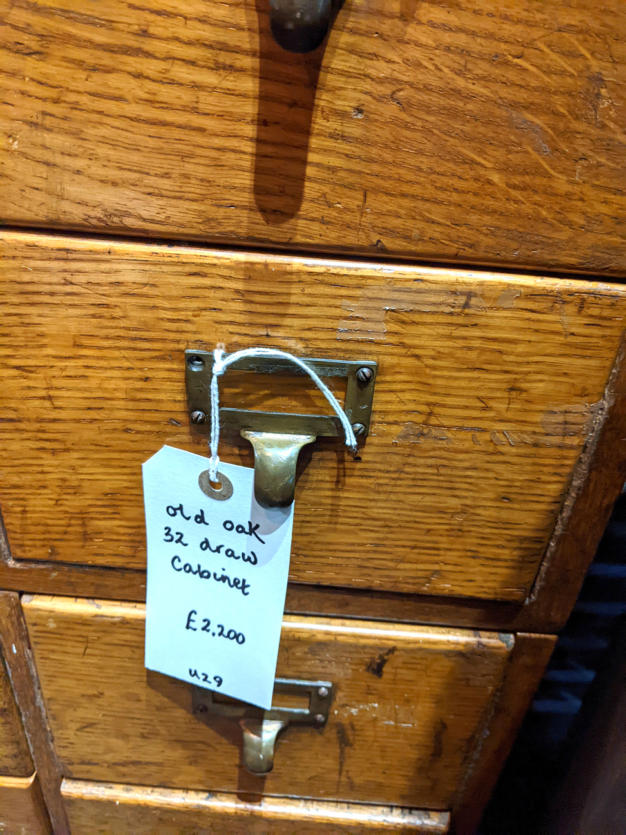 old oak
32 draw
Cabinet
£2,200
u29